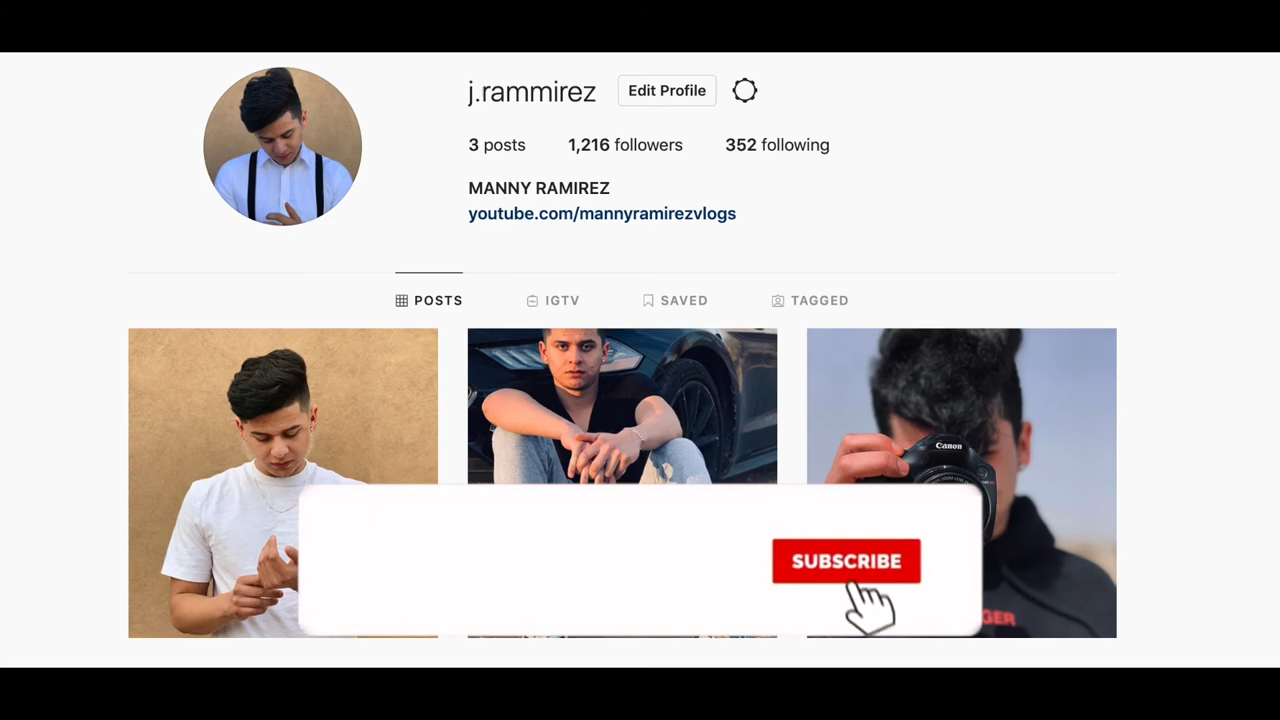 j.rammirez Edit Profile
3 posts 1,216 followers 352 following
MANNY RAMIREZ
youtube.com/mannyramirezvlogs
POSTS IGTV SAVED TAGGED
Canon
GER
SUBSCRIBE